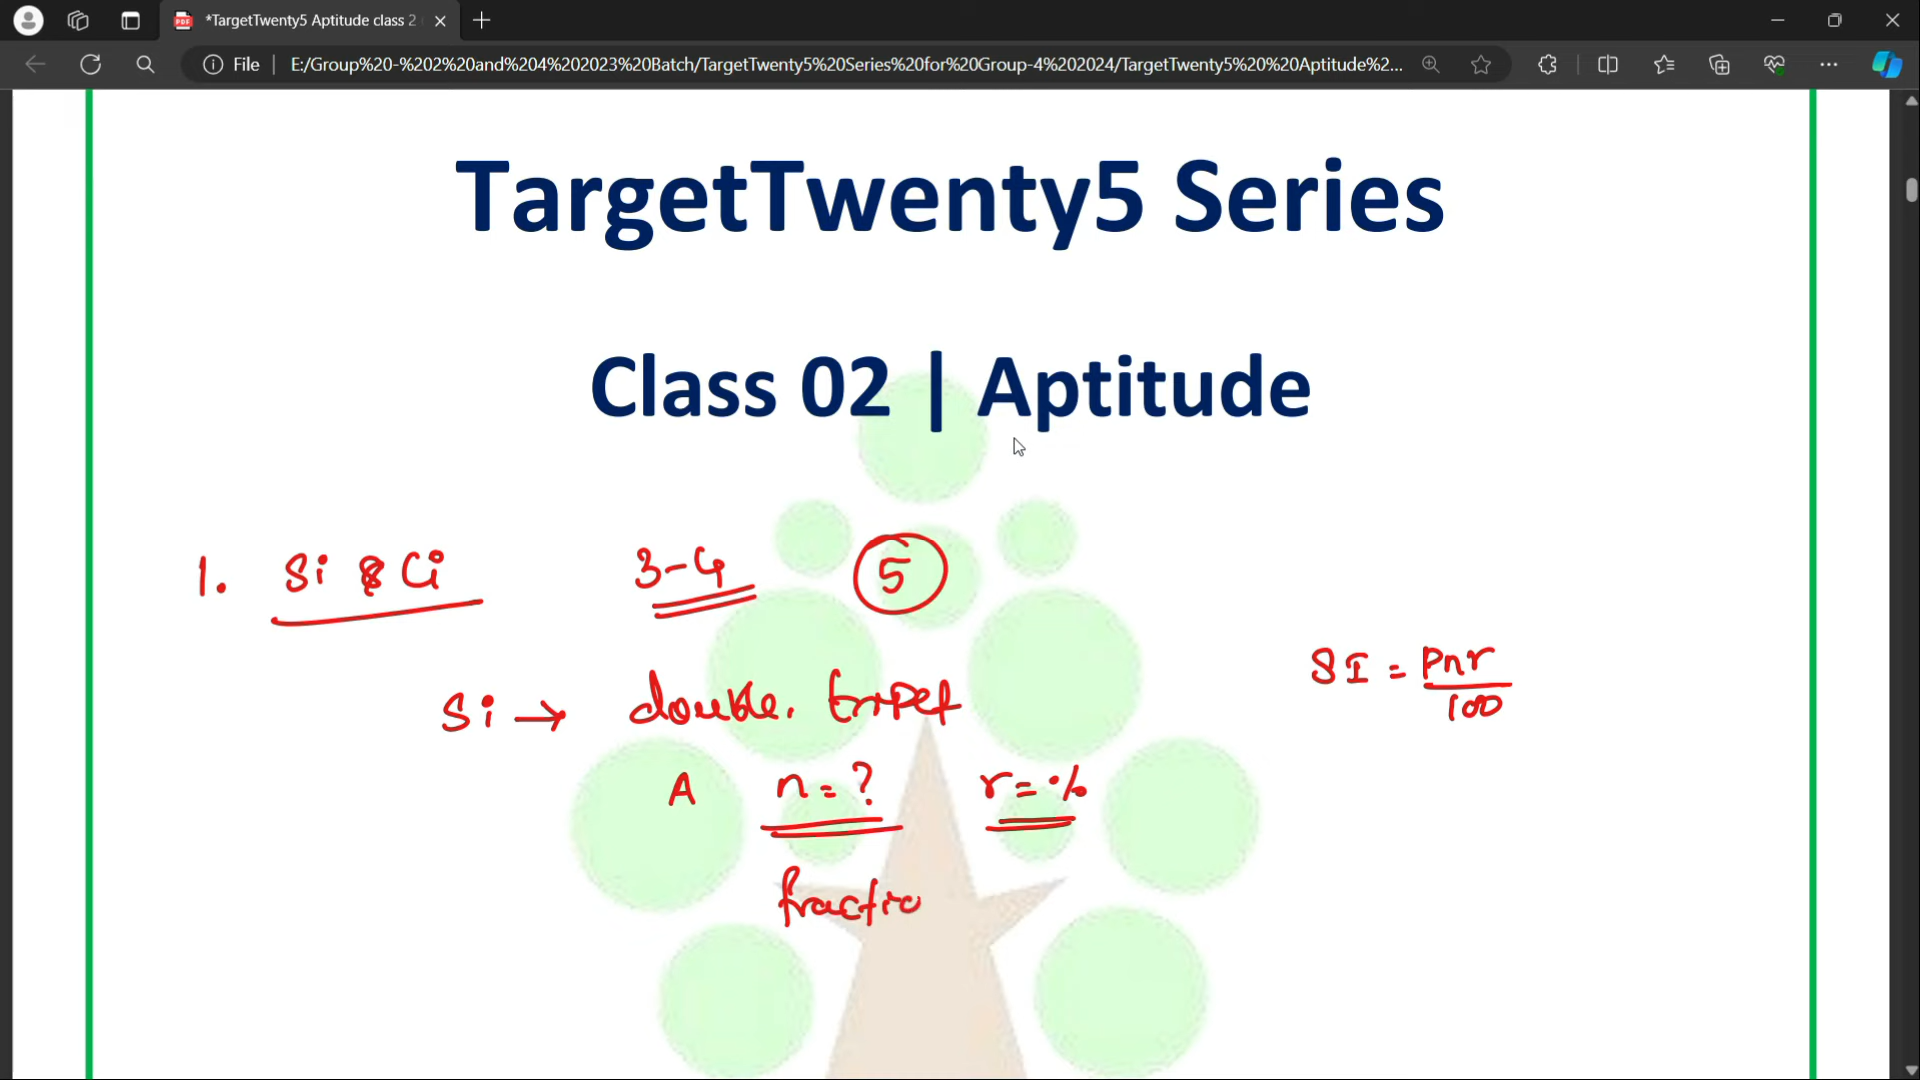 *TargetTwenty5 Aptitude class 2
File
E:/Group%20-%202%20and%204%202023%20Batch/TargetTwenty5%20Series%20for%20Group-4%202024/TargetTwenty5%20%20Aptitude%2...
TargetTwenty5 Series
Class 02 | Aptitude
1. Si & Ci 3-4 5
SI = Pnr / 100
Si → double, tripet
A n = ? r = %
fractio